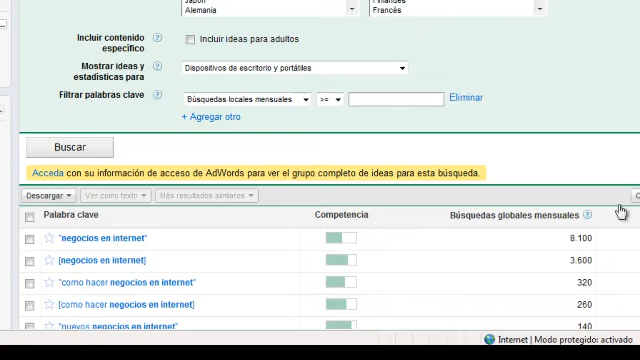 Japón
Alemania
Finlandés
Francés
Incluir contenido específico
Incluir ideas para adultos
Mostrar ideas y estadísticas para
Dispositivos de escritorio y portátiles
Filtrar palabras clave
Búsquedas locales mensuales
>=
Eliminar
+ Agregar otro
Buscar
Acceda con su información de acceso de AdWords para ver el grupo completo de ideas para esta búsqueda.
Descargar
Ver como texto
Más resultados similares
Palabra clave
Competencia
Búsquedas globales mensuales
"negocios en internet"
8.100
[negocios en internet]
3.600
"como hacer negocios en internet"
320
[como hacer negocios en internet]
260
"nuevos negocios en internet"
140
Internet | Modo protegido: activado